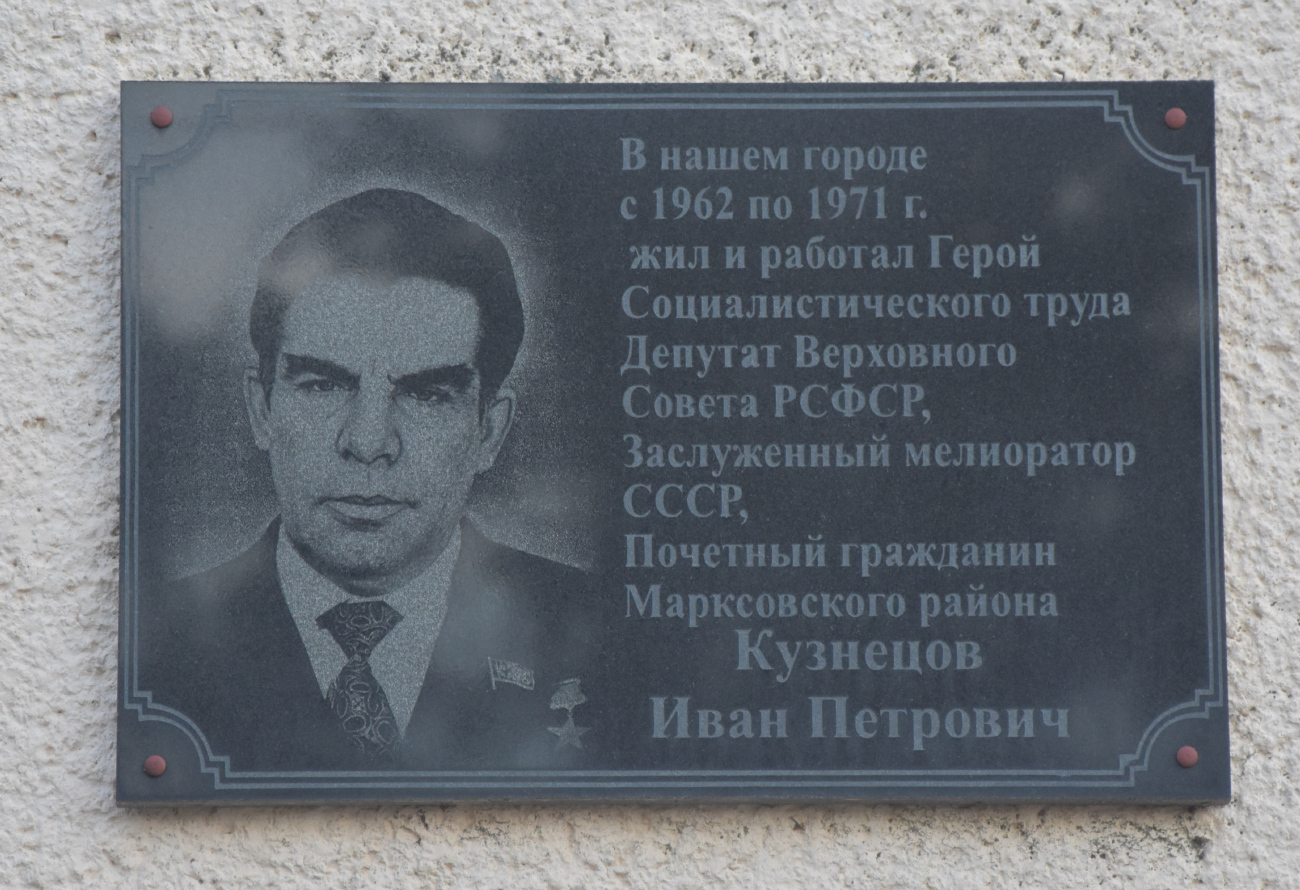 В нашем городе
с 1962 по 1971 г.
жил и работал Герой
Социалистического труда
Депутат Верховного
Совета РСФСР,
Заслуженный мелиоратор
СССР,
Почетный гражданин
Марксовского района
Кузнецов
Иван Петрович